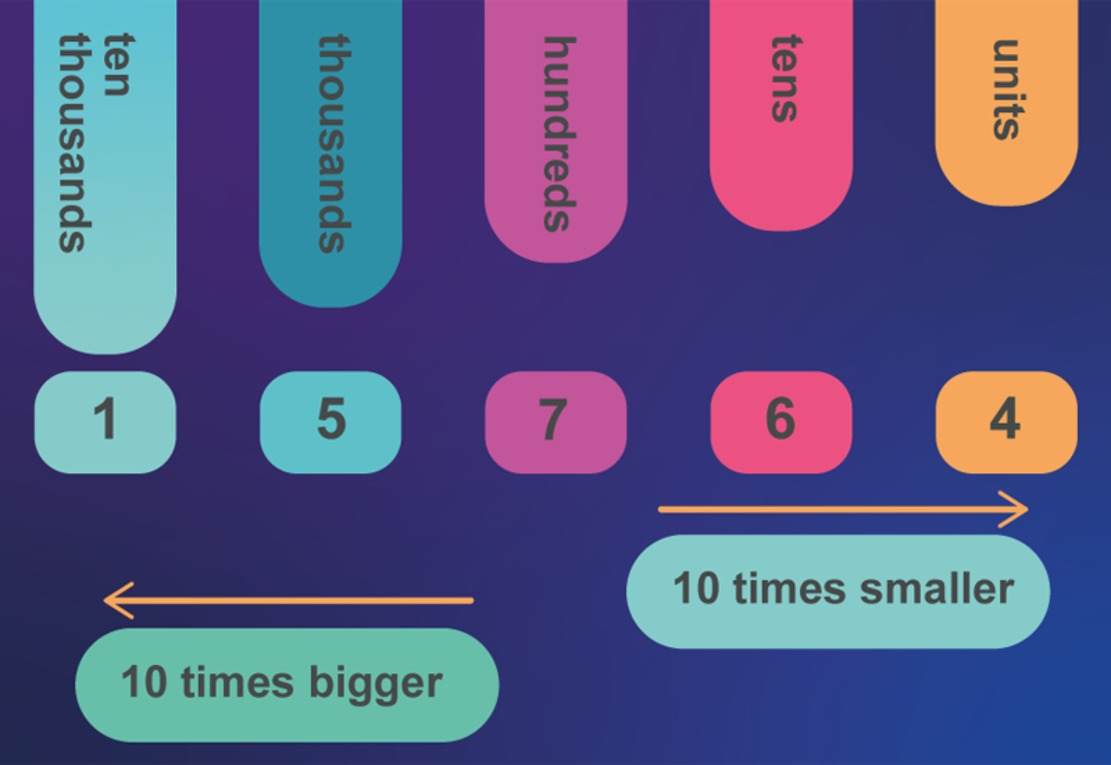 ten
thousands
thousands
hundreds
tens
units
1
5
7
6
4
10 times smaller
10 times bigger